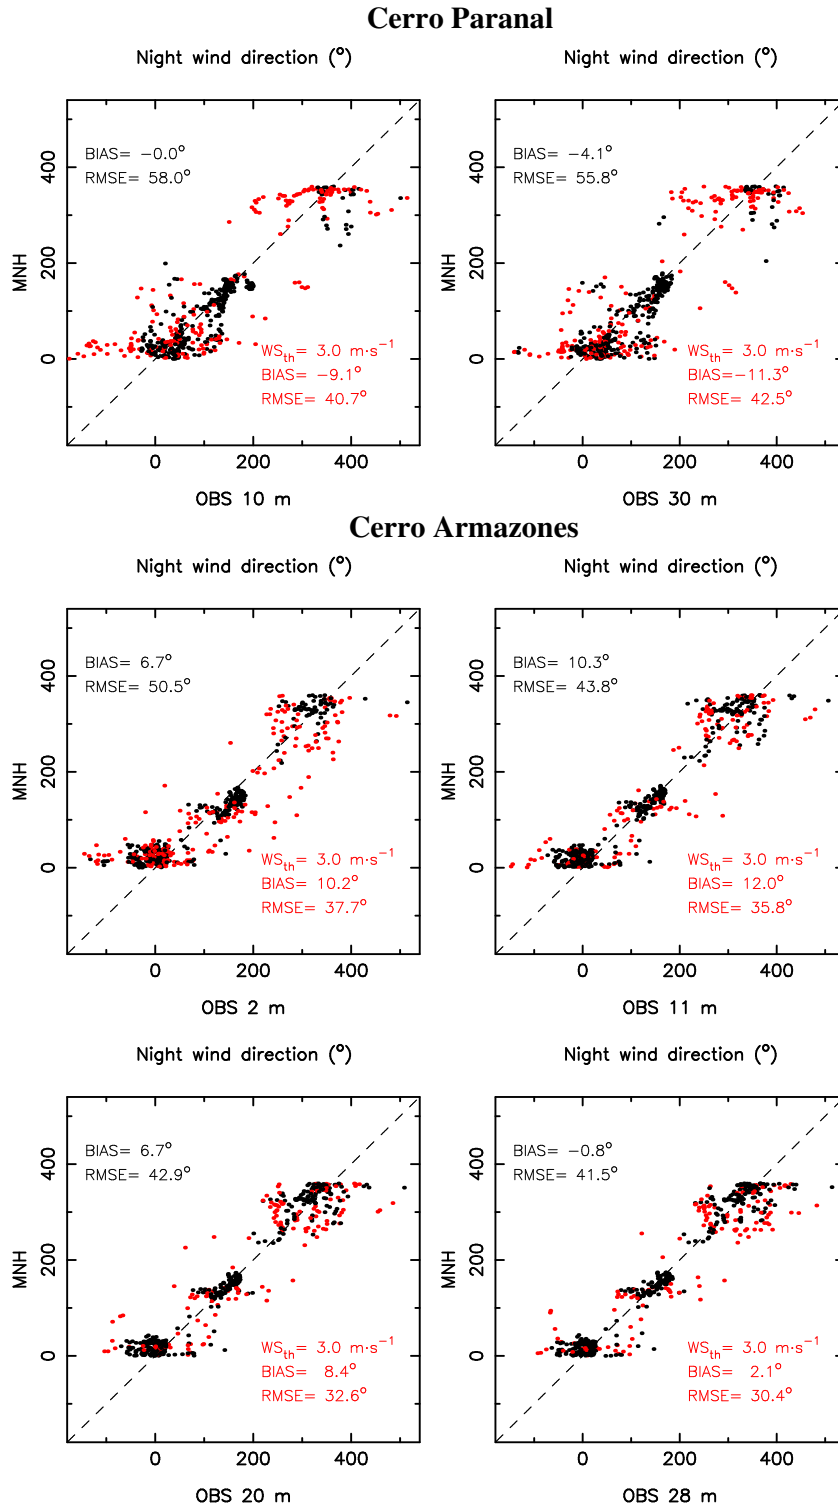 Cerro Paranal
Night wind direction (°)
Night wind direction (°)
BIAS= −0.0°
RMSE= 58.0°
WS_th= 3.0 m·s⁻¹
BIAS= −9.1°
RMSE= 40.7°
400
200
0
MNH
0 200 400
OBS 10 m
BIAS= −4.1°
RMSE= 55.8°
WS_th= 3.0 m·s⁻¹
BIAS=−11.3°
RMSE= 42.5°
400
200
0
MNH
0 200 400
OBS 30 m
Cerro Armazones
Night wind direction (°)
Night wind direction (°)
BIAS= 6.7°
RMSE= 50.5°
WS_th= 3.0 m·s⁻¹
BIAS= 10.2°
RMSE= 37.7°
400
200
0
MNH
0 200 400
OBS 2 m
BIAS= 10.3°
RMSE= 43.8°
WS_th= 3.0 m·s⁻¹
BIAS= 12.0°
RMSE= 35.8°
400
200
0
MNH
0 200 400
OBS 11 m
Night wind direction (°)
Night wind direction (°)
BIAS= 6.7°
RMSE= 42.9°
WS_th= 3.0 m·s⁻¹
BIAS= 8.4°
RMSE= 32.6°
400
200
0
MNH
0 200 400
OBS 20 m
BIAS= −0.8°
RMSE= 41.5°
WS_th= 3.0 m·s⁻¹
BIAS= 2.1°
RMSE= 30.4°
400
200
0
MNH
0 200 400
OBS 28 m